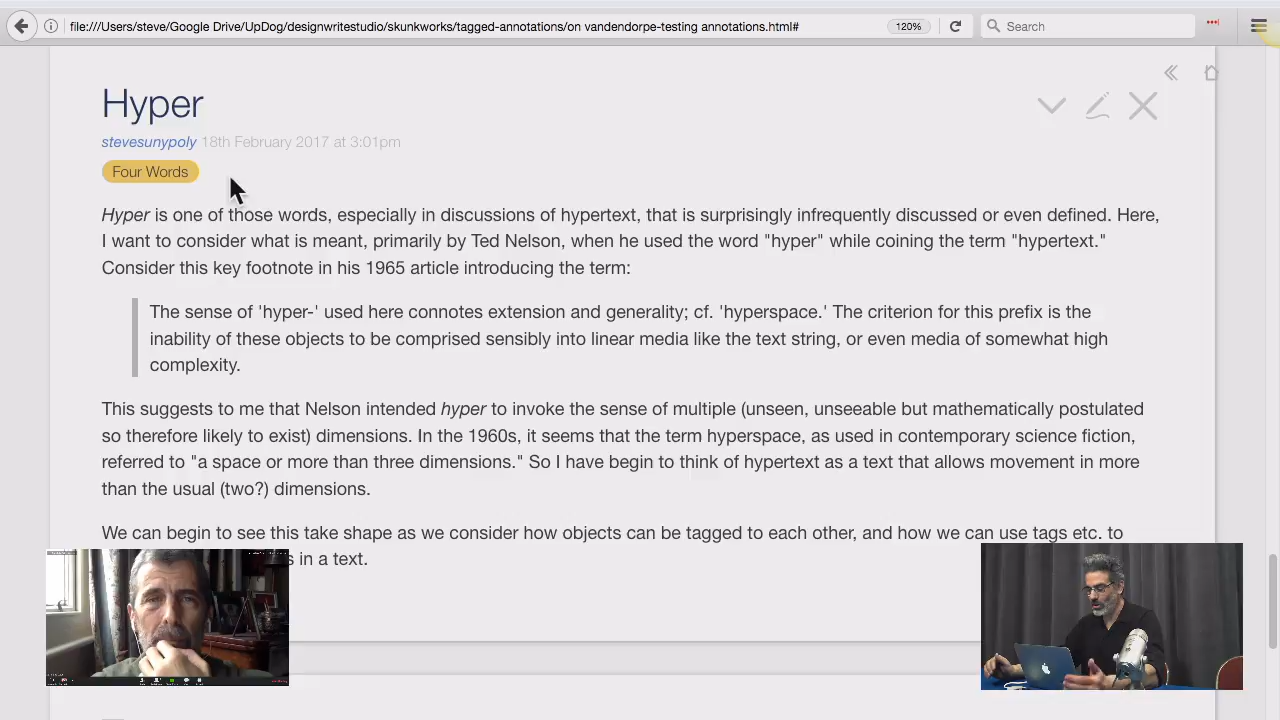 file:///Users/steve/Google Drive/UpDog/designwritestudio/skunkworks/tagged-annotations/on vandendorpe-testing annotations.html#
120%
Search
Hyper
stevesunypoly 18th February 2017 at 3:01pm
Four Words
Hyper is one of those words, especially in discussions of hypertext, that is surprisingly infrequently discussed or even defined. Here,
I want to consider what is meant, primarily by Ted Nelson, when he used the word "hyper" while coining the term "hypertext."
Consider this key footnote in his 1965 article introducing the term:
The sense of 'hyper-' used here connotes extension and generality; cf. 'hyperspace.' The criterion for this prefix is the
inability of these objects to be comprised sensibly into linear media like the text string, or even media of somewhat high
complexity.
This suggests to me that Nelson intended hyper to invoke the sense of multiple (unseen, unseeable but mathematically postulated
so therefore likely to exist) dimensions. In the 1960s, it seems that the term hyperspace, as used in contemporary science fiction,
referred to "a space or more than three dimensions." So I have begin to think of hypertext as a text that allows movement in more
than the usual (two?) dimensions.
We can begin to see this take shape as we consider how objects can be tagged to each other, and how we can use tags etc. to
in a text.